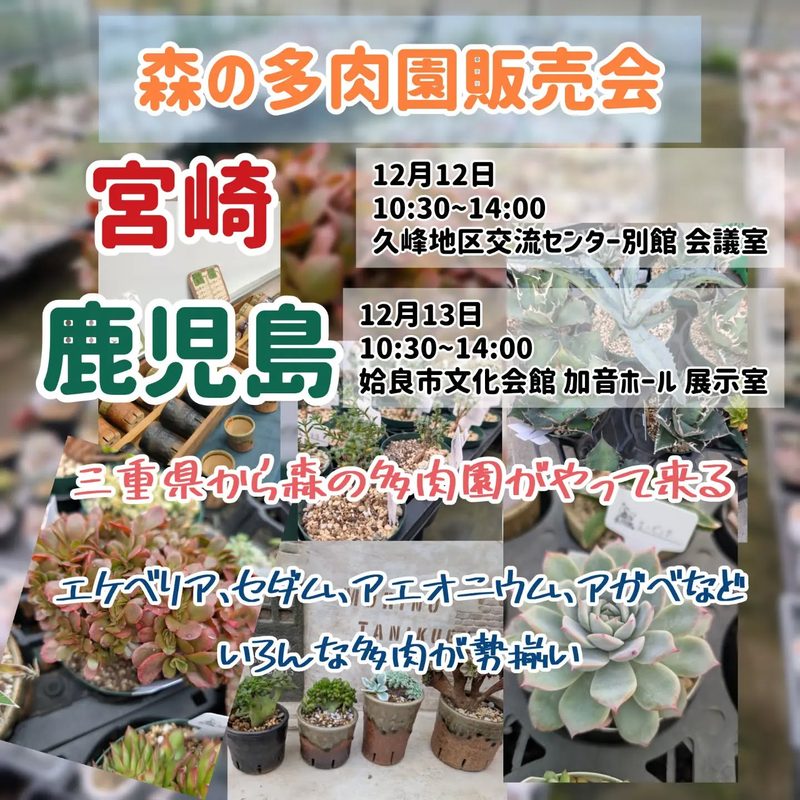 森の多肉園販売会
宮崎
12月12日
10:30~14:00
久峰地区交流センター別館 会議室
鹿児島
12月13日
10:30~14:00
姶良市文化会館 加音ホール 展示室
三重県から森の多肉園がやって来る
エケベリア、セダム、アエオニウム、アガベなど
いろんな多肉が勢揃い